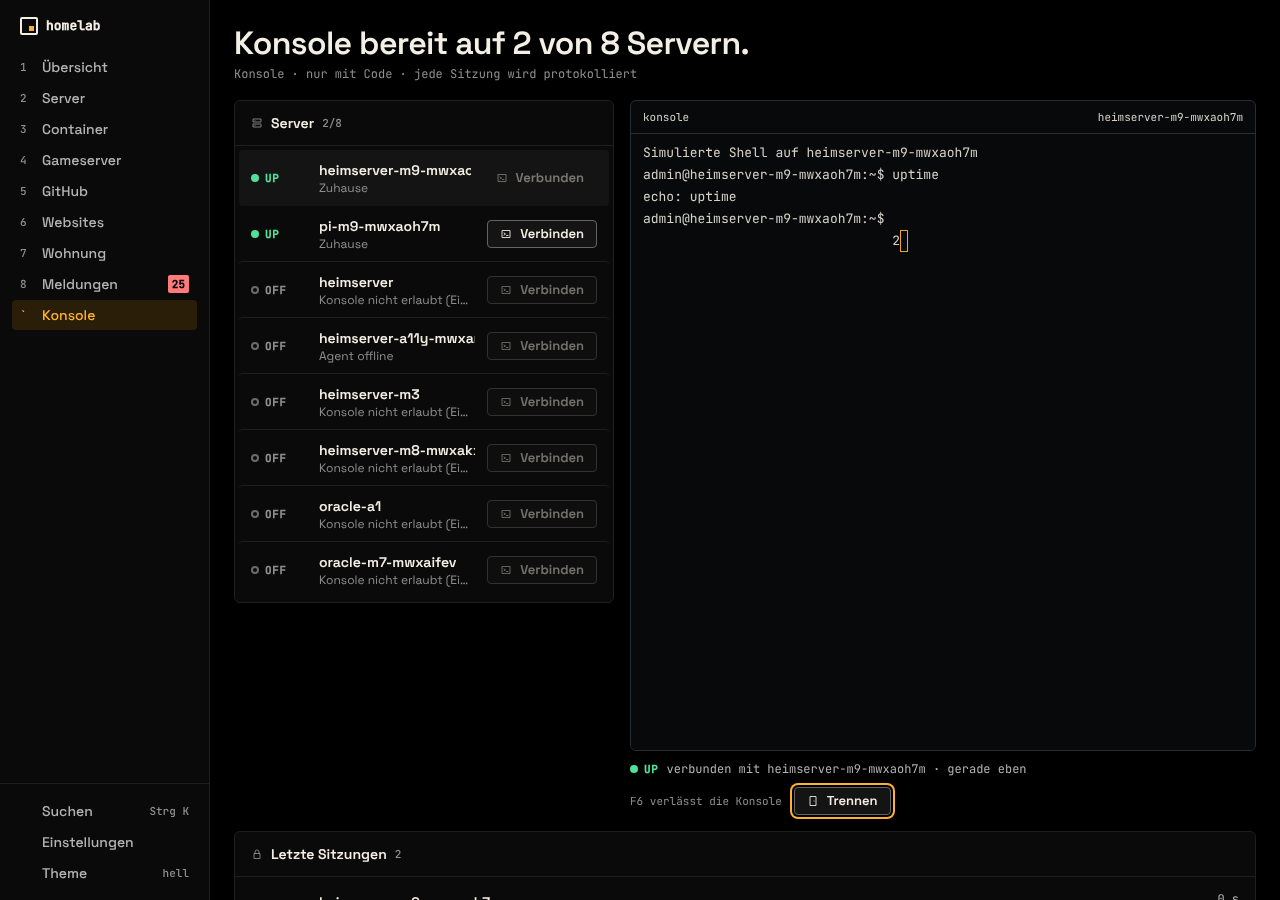 homelab
1 Übersicht
2 Server
3 Container
4 Gameserver
5 GitHub
6 Websites
7 Wohnung
8 Meldungen 25
` Konsole
Suchen Strg K
Einstellungen
Theme hell
Konsole bereit auf 2 von 8 Servern.
Konsole · nur mit Code · jede Sitzung wird protokolliert
Server 2/8
UP heimserver-m9-mwxao Verbunden
Zuhause
UP pi-m9-mwxaoh7m Verbinden
Zuhause
OFF heimserver Verbinden
Konsole nicht erlaubt (Ei…
OFF heimserver-a11y-mwxa Verbinden
Agent offline
OFF heimserver-m3 Verbinden
Konsole nicht erlaubt (Ei…
OFF heimserver-m8-mwxak Verbinden
Konsole nicht erlaubt (Ei…
OFF oracle-a1 Verbinden
Konsole nicht erlaubt (Ei…
OFF oracle-m7-mwxaifev Verbinden
Konsole nicht erlaubt (Ei…
konsole heimserver-m9-mwxaoh7m
Simulierte Shell auf heimserver-m9-mwxaoh7m
admin@heimserver-m9-mwxaoh7m:~$ uptime
echo: uptime
admin@heimserver-m9-mwxaoh7m:~$
2
UP verbunden mit heimserver-m9-mwxaoh7m · gerade eben
F6 verlässt die Konsole Trennen
Letzte Sitzungen 2